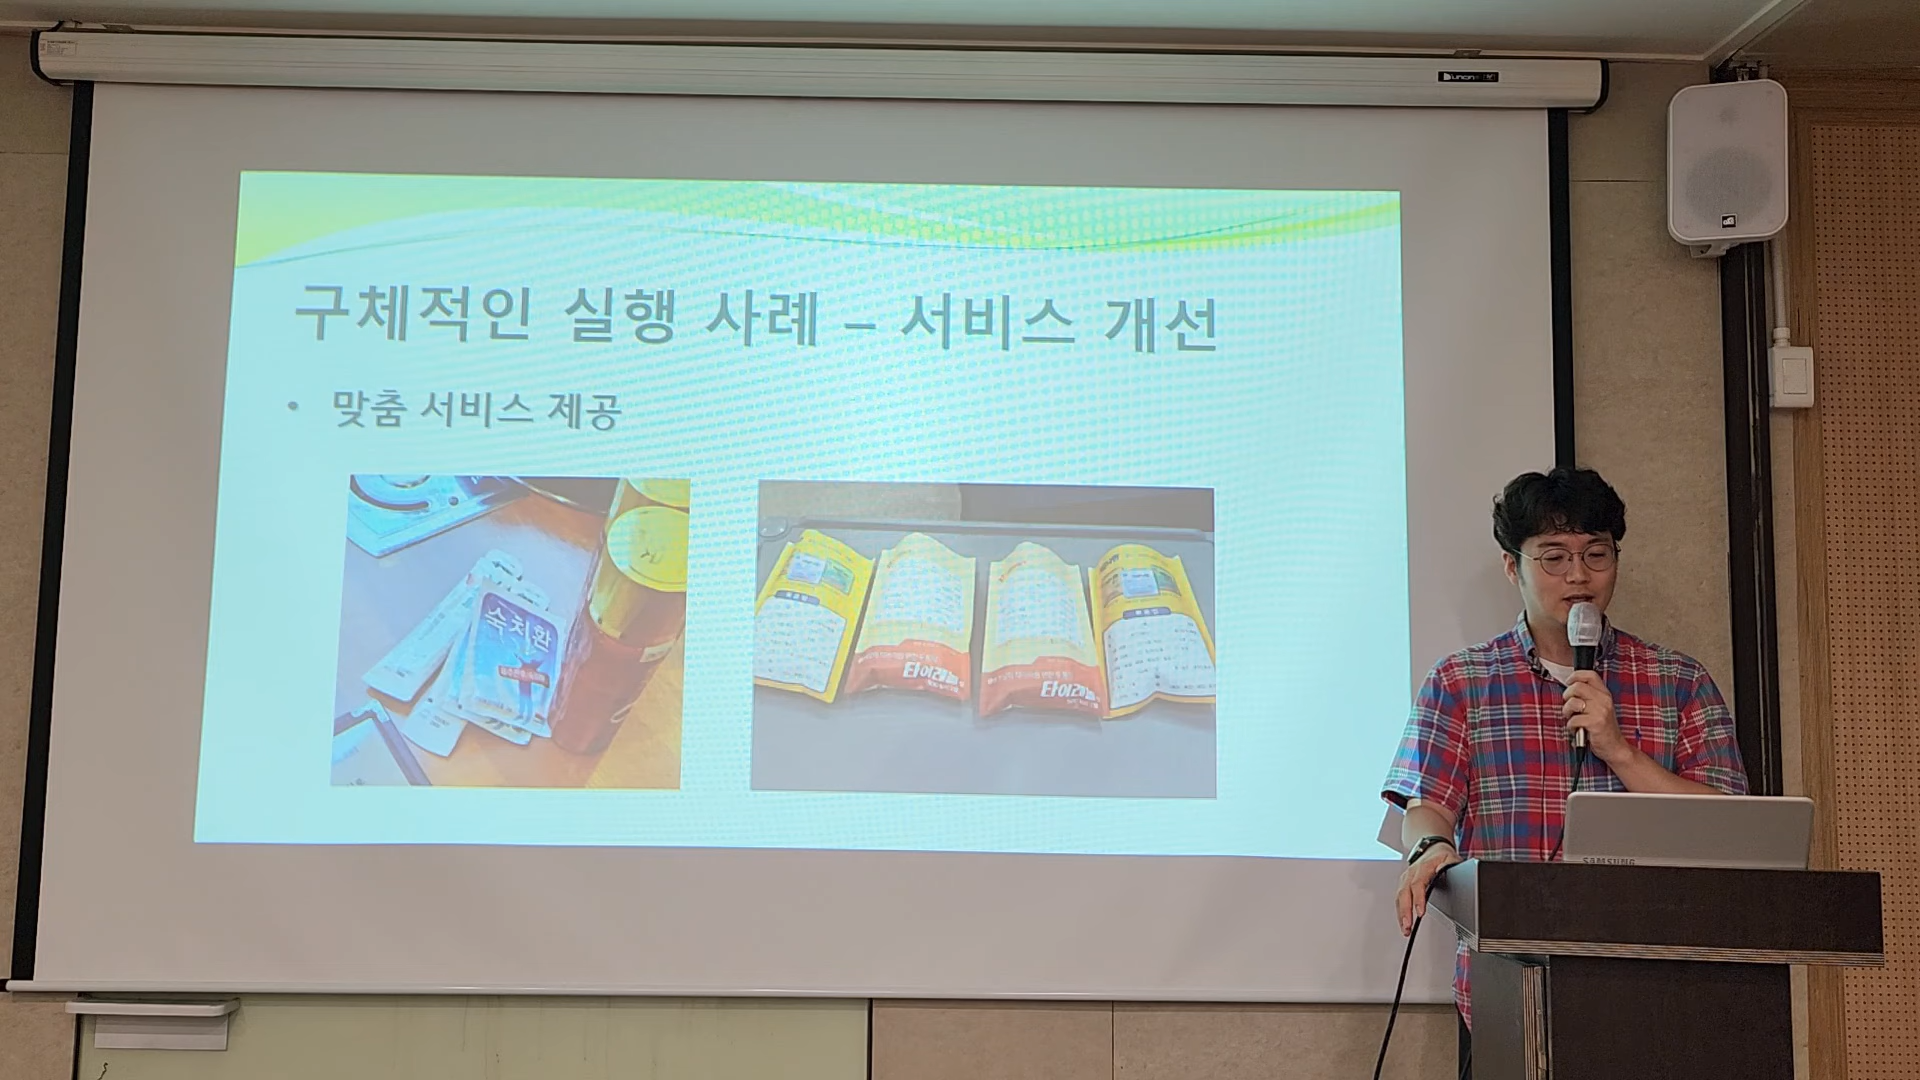 구체적인 실행 사례 – 서비스 개선
• 맞춤 서비스 제공
숙취환
타이레놀
타이레놀
SAMSUNG